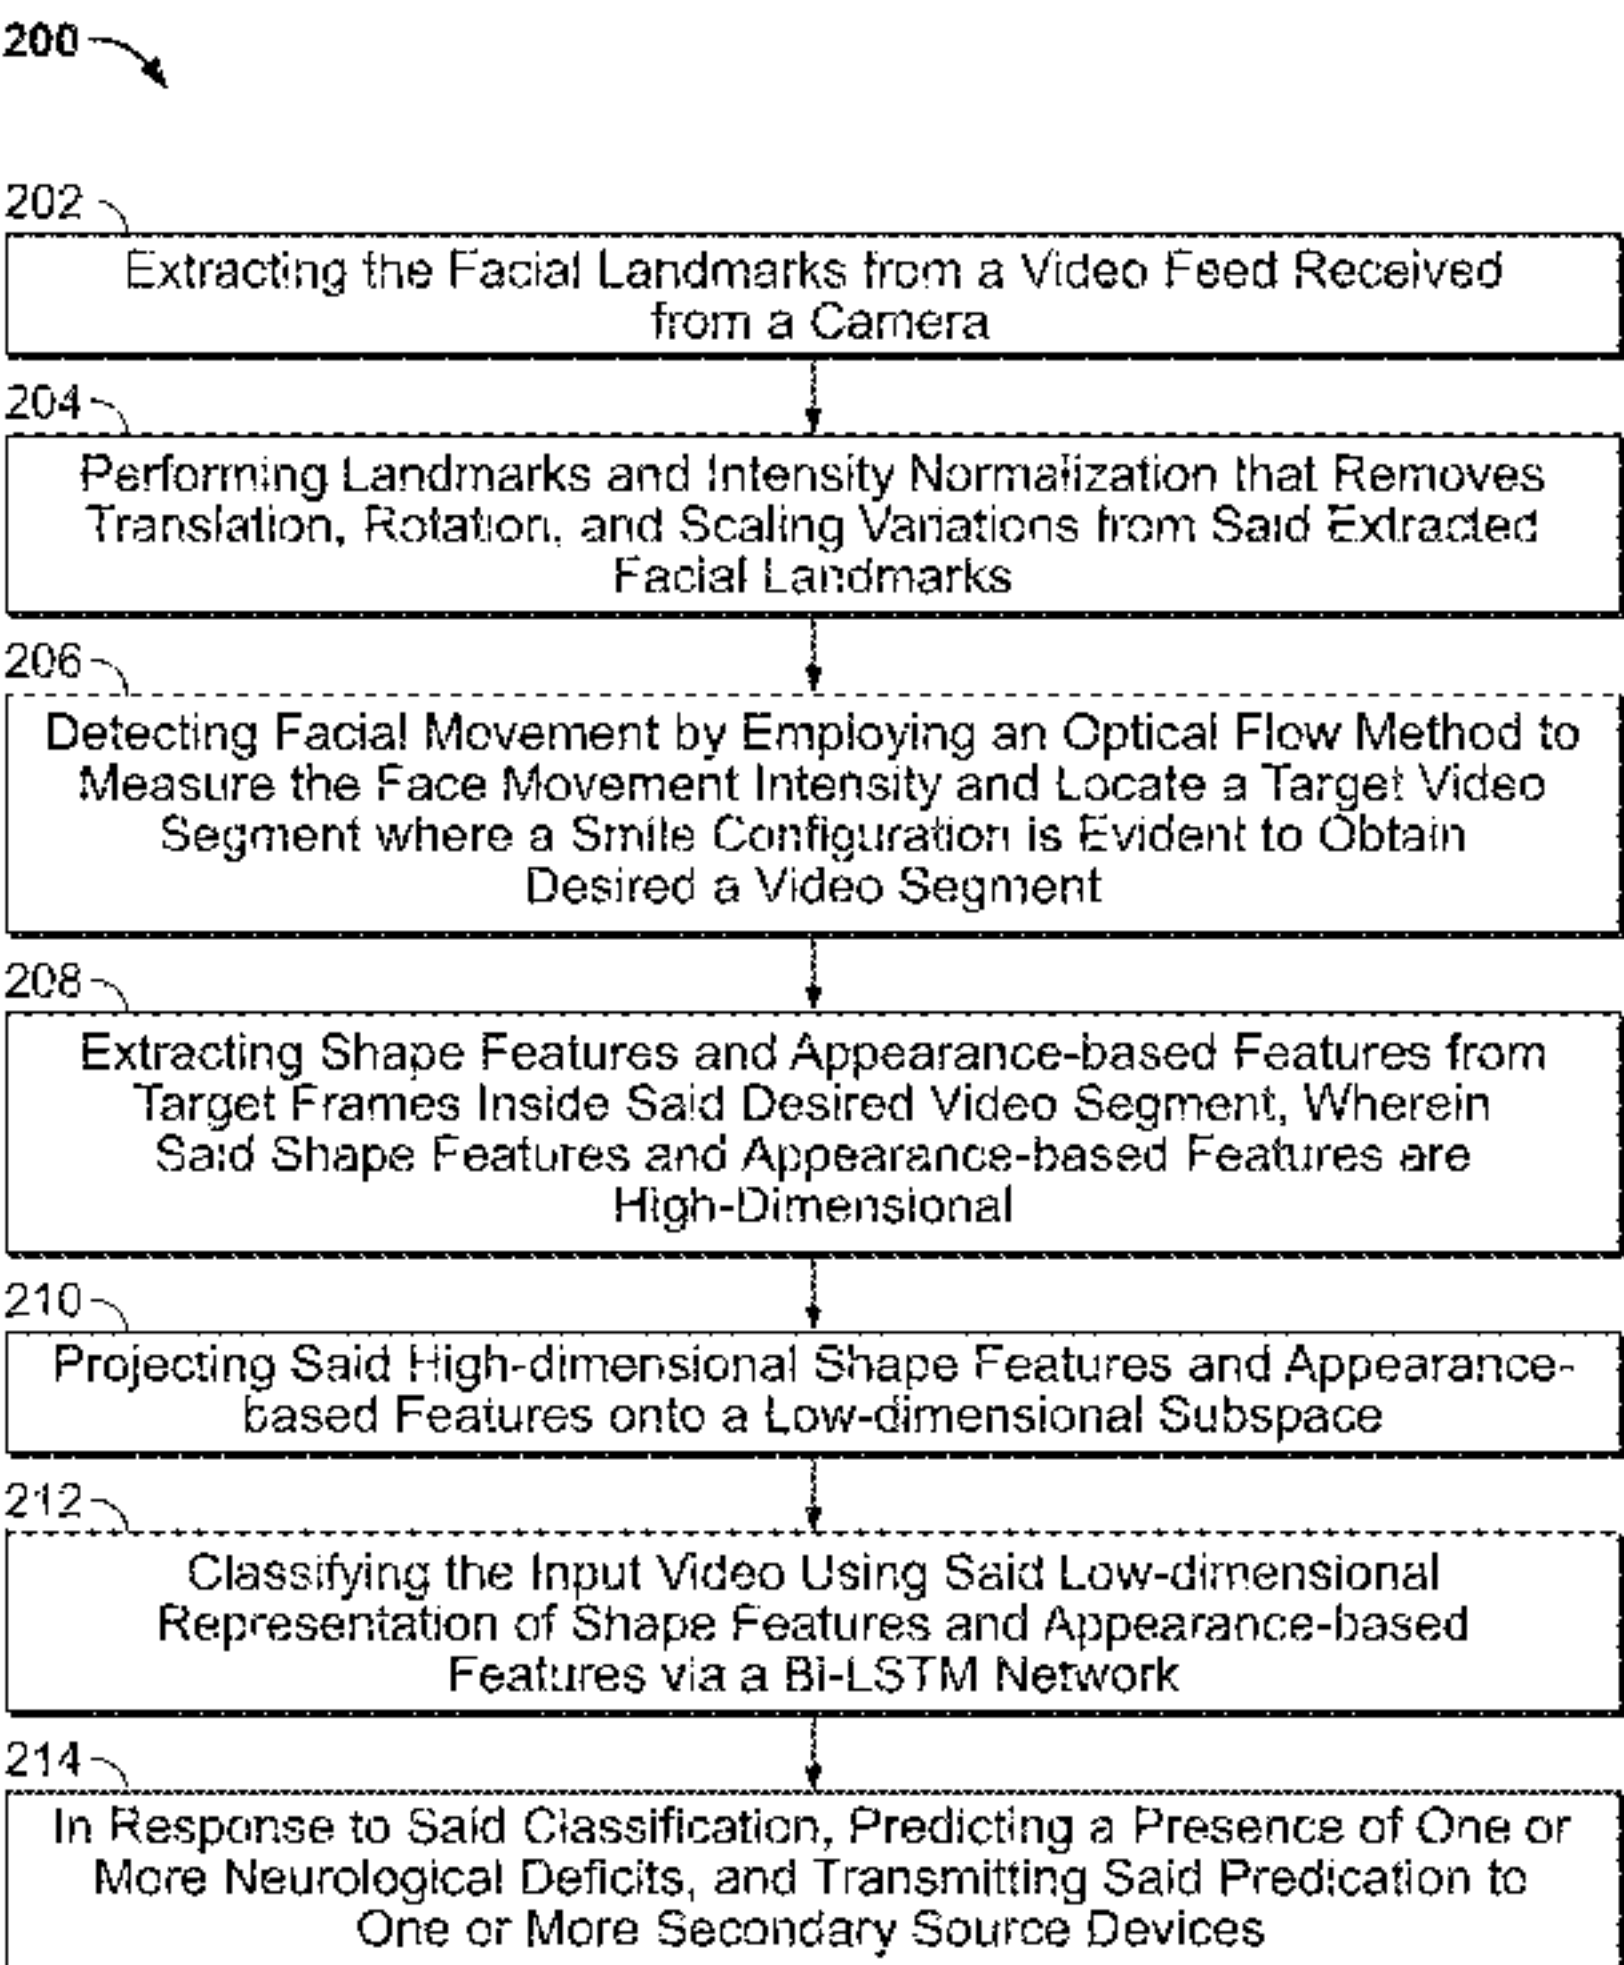 200
202
Extracting the Facial Landmarks from a Video Feed Received
from a Camera
204
Performing Landmarks and Intensity Normalization that Removes
Translation, Rotation, and Scaling Variations from Said Extracted
Facial Landmarks
206
Detecting Facial Movement by Employing an Optical Flow Method to
Measure the Face Movement Intensity and Locate a Target Video
Segment where a Smile Configuration is Evident to Obtain
Desired a Video Segment
208
Extracting Shape Features and Appearance-based Features from
Target Frames Inside Said Desired Video Segment, Wherein
Said Shape Features and Appearance-based Features are
High-Dimensional
210
Projecting Said High-dimensional Shape Features and Appearance-
based Features onto a Low-dimensional Subspace
212
Classifying the Input Video Using Said Low-dimensional
Representation of Shape Features and Appearance-based
Features via a Bi-LSTM Network
214
In Response to Said Classification, Predicting a Presence of One or
More Neurological Deficits, and Transmitting Said Predication to
One or More Secondary Source Devices